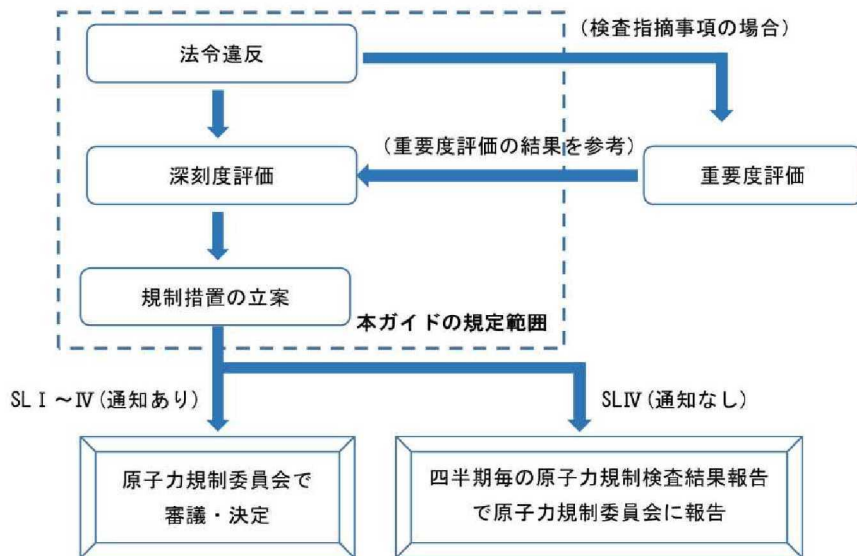 法令違反
（検査指摘事項の場合）
（重要度評価の結果を参考）
深刻度評価
重要度評価
規制措置の立案
本ガイドの規定範囲
SLⅠ～Ⅳ(通知あり)
SLⅣ(通知なし)
原子力規制委員会で
審議・決定
四半期毎の原子力規制検査結果報告
で原子力規制委員会に報告